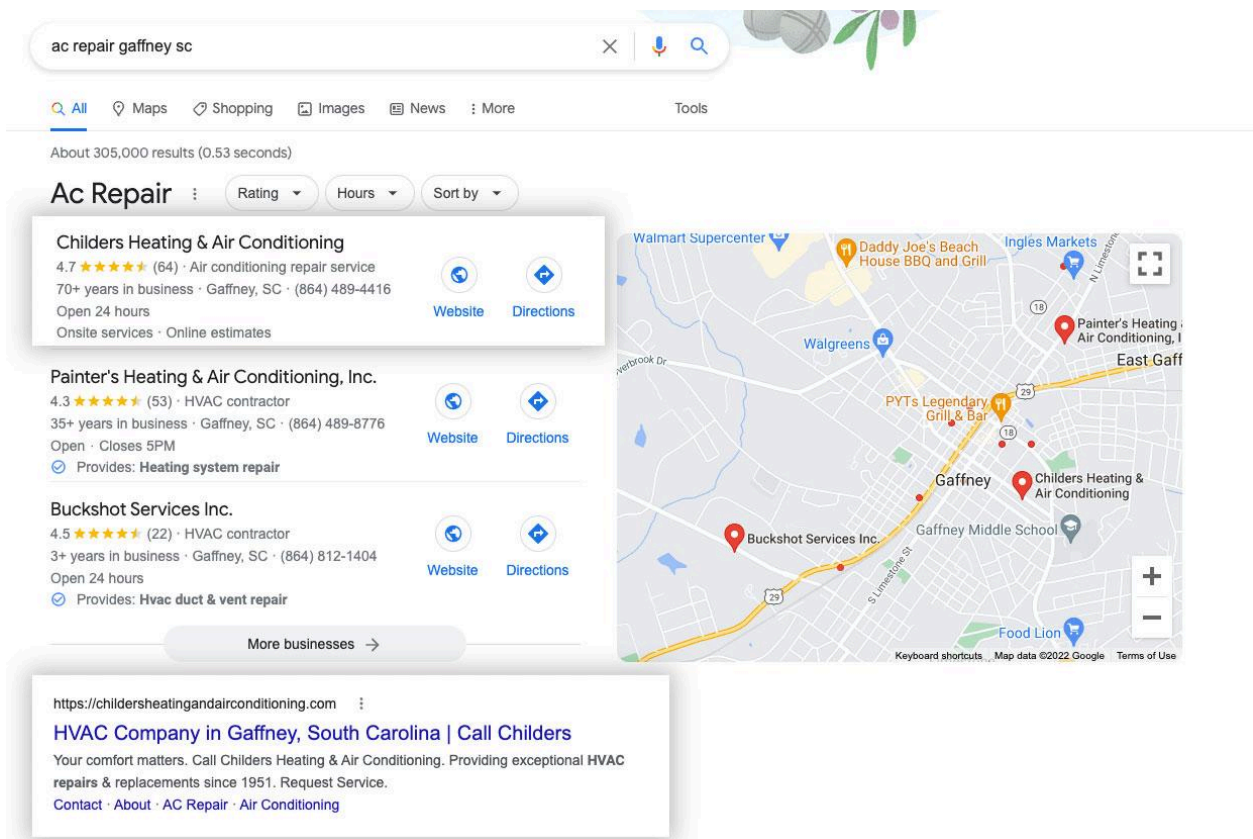 ac repair gaffney sc
All Maps Shopping Images News More Tools
About 305,000 results (0.53 seconds)
Ac Repair Rating Hours Sort by
Childers Heating & Air Conditioning
4.7 (64) · Air conditioning repair service
70+ years in business · Gaffney, SC · (864) 489-4416
Open 24 hours
Onsite services · Online estimates
Website Directions
Painter's Heating & Air Conditioning, Inc.
4.3 (53) · HVAC contractor
35+ years in business · Gaffney, SC · (864) 489-8776
Open · Closes 5PM
Provides: Heating system repair
Website Directions
Buckshot Services Inc.
4.5 (22) · HVAC contractor
3+ years in business · Gaffney, SC · (864) 812-1404
Open 24 hours
Provides: Hvac duct & vent repair
Website Directions
More businesses →
Walmart Supercenter
Daddy Joe's Beach
House BBQ and Grill
Ingles Markets
N Limestone
18
Painter's Heating
Air Conditioning, I
East Gaff
Walgreens
verbrook Dr
29
PYTs Legendary
Grill & Bar
18
Gaffney
Childers Heating &
Air Conditioning
Gaffney Middle School
Buckshot Services Inc.
S Limestone St
29
Food Lion
Keyboard shortcuts Map data ©2022 Google Terms of Use
https://childersheatingandairconditioning.com
HVAC Company in Gaffney, South Carolina | Call Childers
Your comfort matters. Call Childers Heating & Air Conditioning. Providing exceptional HVAC
repairs & replacements since 1951. Request Service.
Contact · About · AC Repair · Air Conditioning